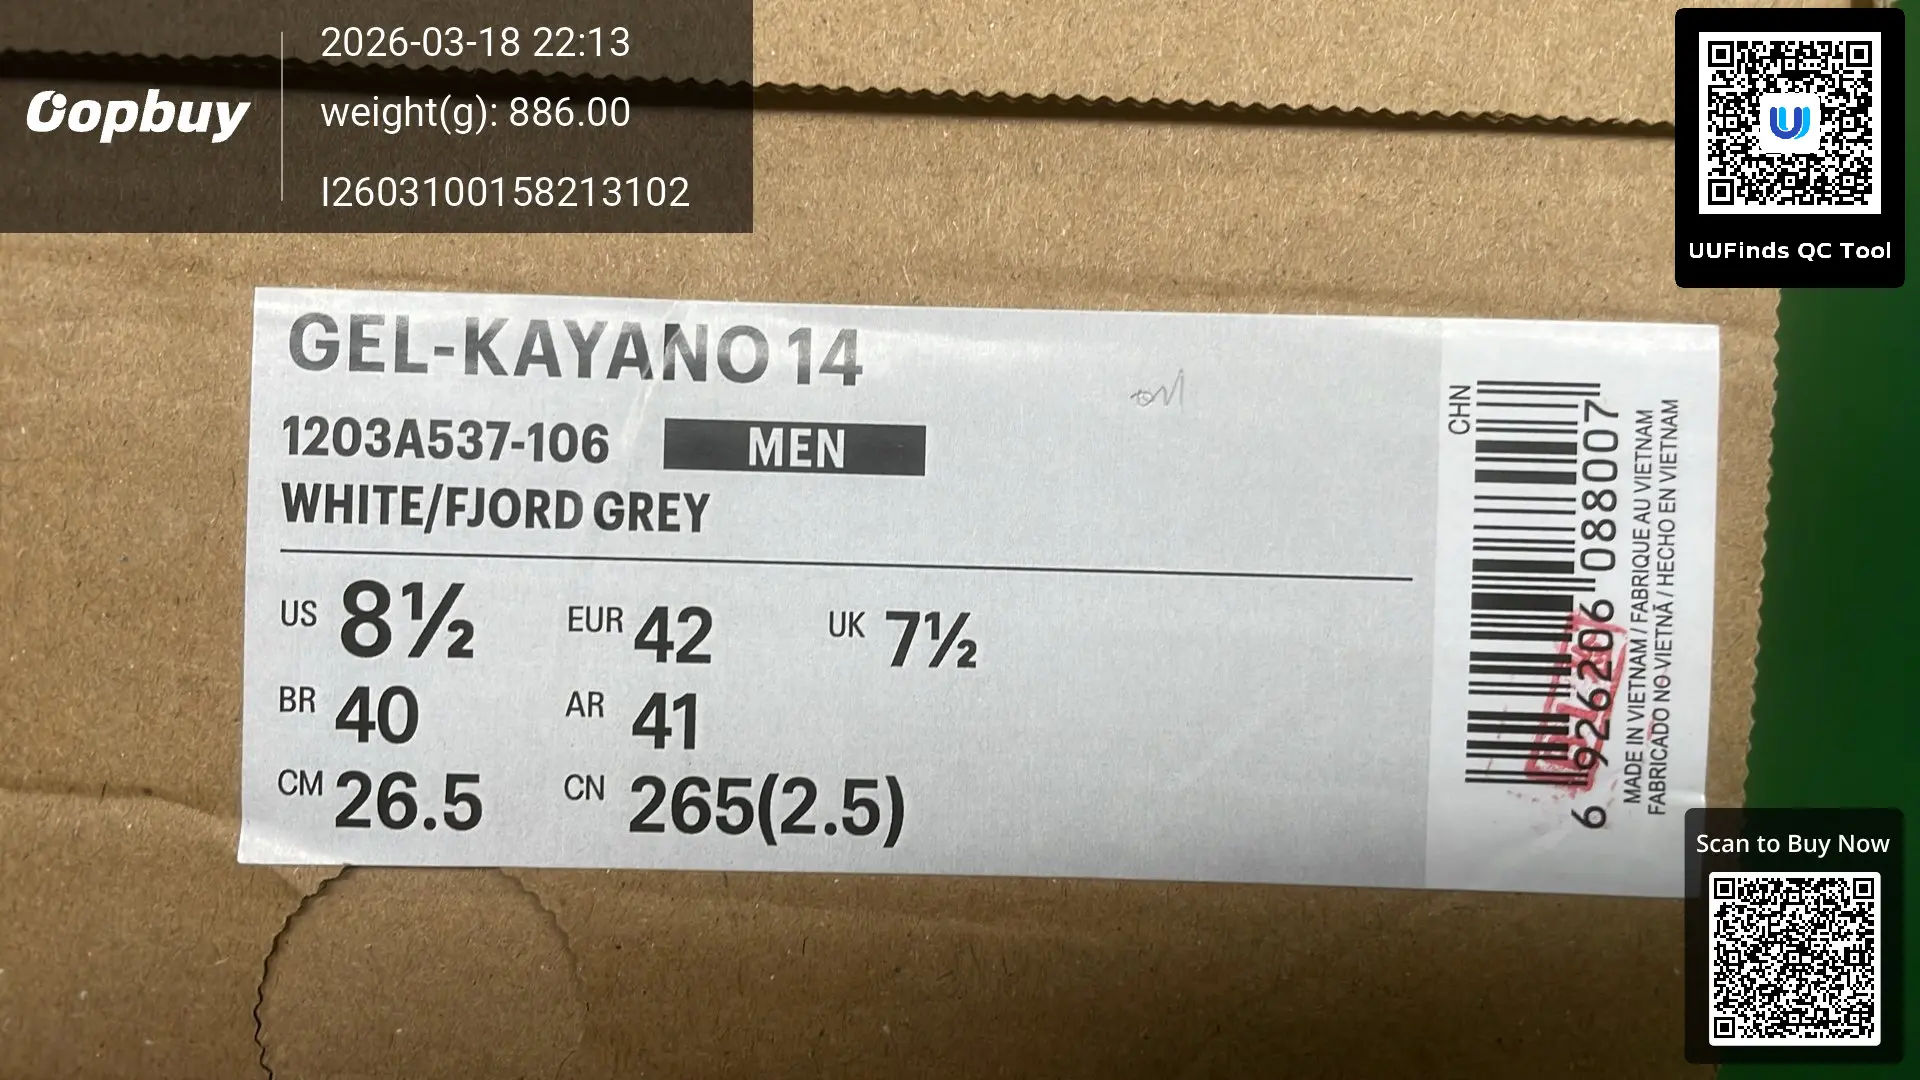 Oopbuy
2026-03-18 22:13
weight(g): 886.00
I2603100158213102
UUFinds QC Tool
GEL-KAYANO 14
1203A537-106 MEN
WHITE/FJORD GREY
US 8½ EUR 42 UK 7½
BR 40 AR 41
CM 26.5 CN 265(2.5)
CHN
6 926206 088007
MADE IN VIETNAM / FABRIQUE AU VIETNAM
FABRICADO NO VIETNÃ / HECHO EN VIETNAM
Scan to Buy Now